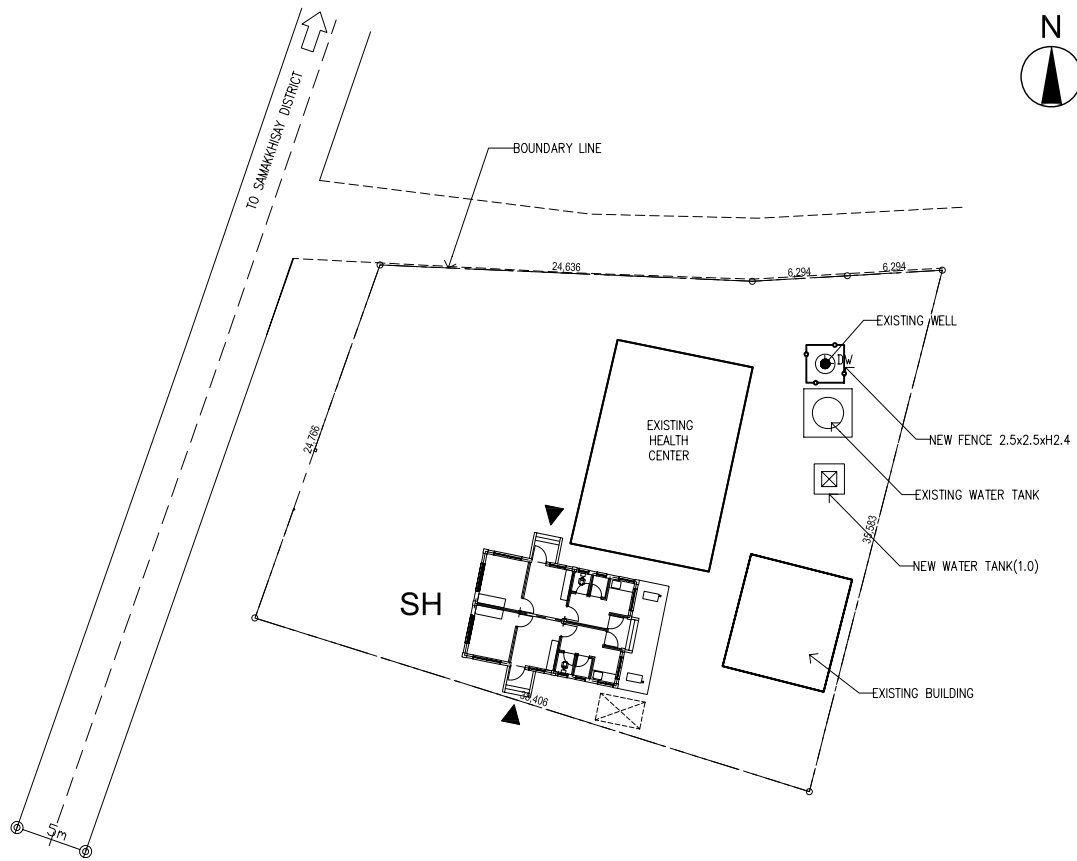 N
TO SAMAKKHISAY DISTRICT
BOUNDARY LINE
24,636
6,294
6,294
EXISTING WELL
DW
EXISTING
HEALTH
CENTER
24,766
NEW FENCE 2.5x2.5xH2.4
EXISTING WATER TANK
35,583
NEW WATER TANK(1.0)
SH
EXISTING BUILDING
5m